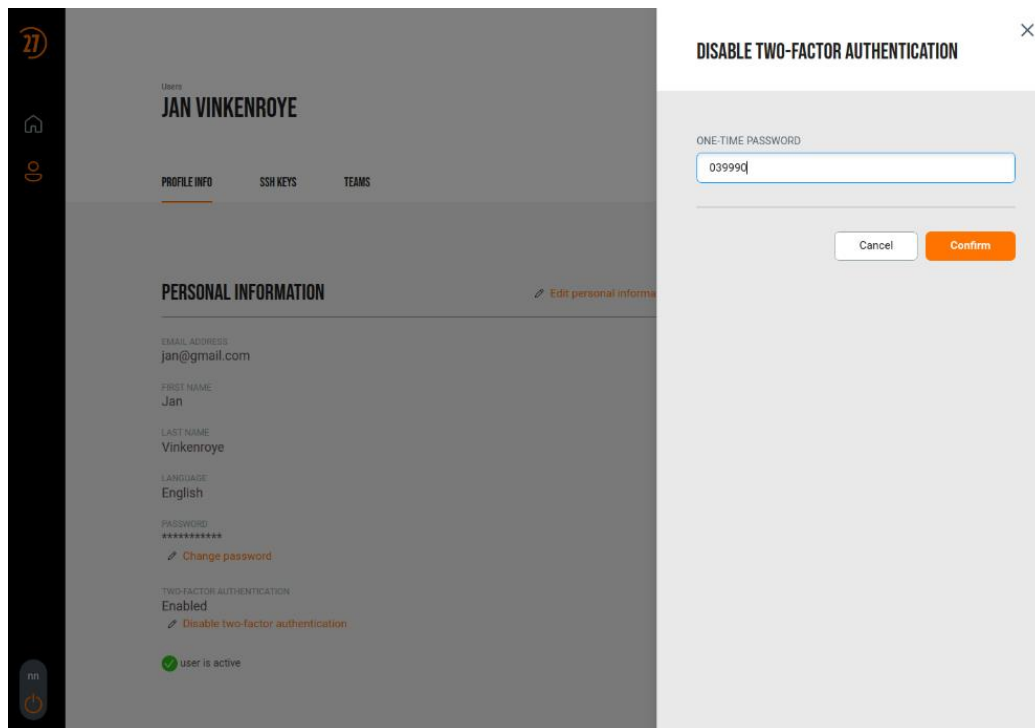 27
Users
JAN VINKENROYE
PROFILE INFO SSH KEYS TEAMS
PERSONAL INFORMATION
Edit personal informa
EMAIL ADDRESS
jan@gmail.com
FIRST NAME
Jan
LAST NAME
Vinkenroye
LANGUAGE
English
PASSWORD
***********
Change password
TWO-FACTOR AUTHENTICATION
Enabled
Disable two-factor authentication
user is active
nn
DISABLE TWO-FACTOR AUTHENTICATION
ONE-TIME PASSWORD
039990
Cancel Confirm